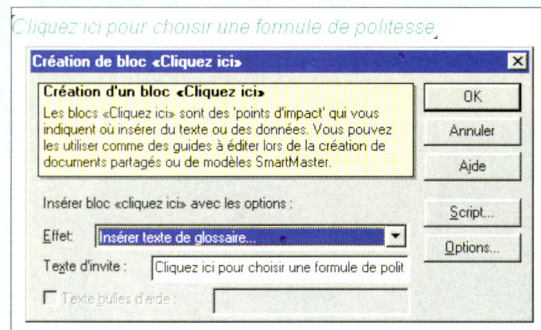 Cliquez ici pour choisir une formule de politesse
Création de bloc «Cliquez ici»
Création d'un bloc «Cliquez ici»
Les blocs «Cliquez ici» sont des 'points d'impact' qui vous
indiquent où insérer du texte ou des données. Vous pouvez
les utiliser comme des guides à éditer lors de la création de
documents partagés ou de modèles SmartMaster.
OK
Annuler
Aide
Insérer bloc «cliquez ici» avec les options :
Script...
Effet: Insérer texte de glossaire...
Options...
Texte d'invite : Cliquez ici pour choisir une formule de polit
Texte bulles d'aide :